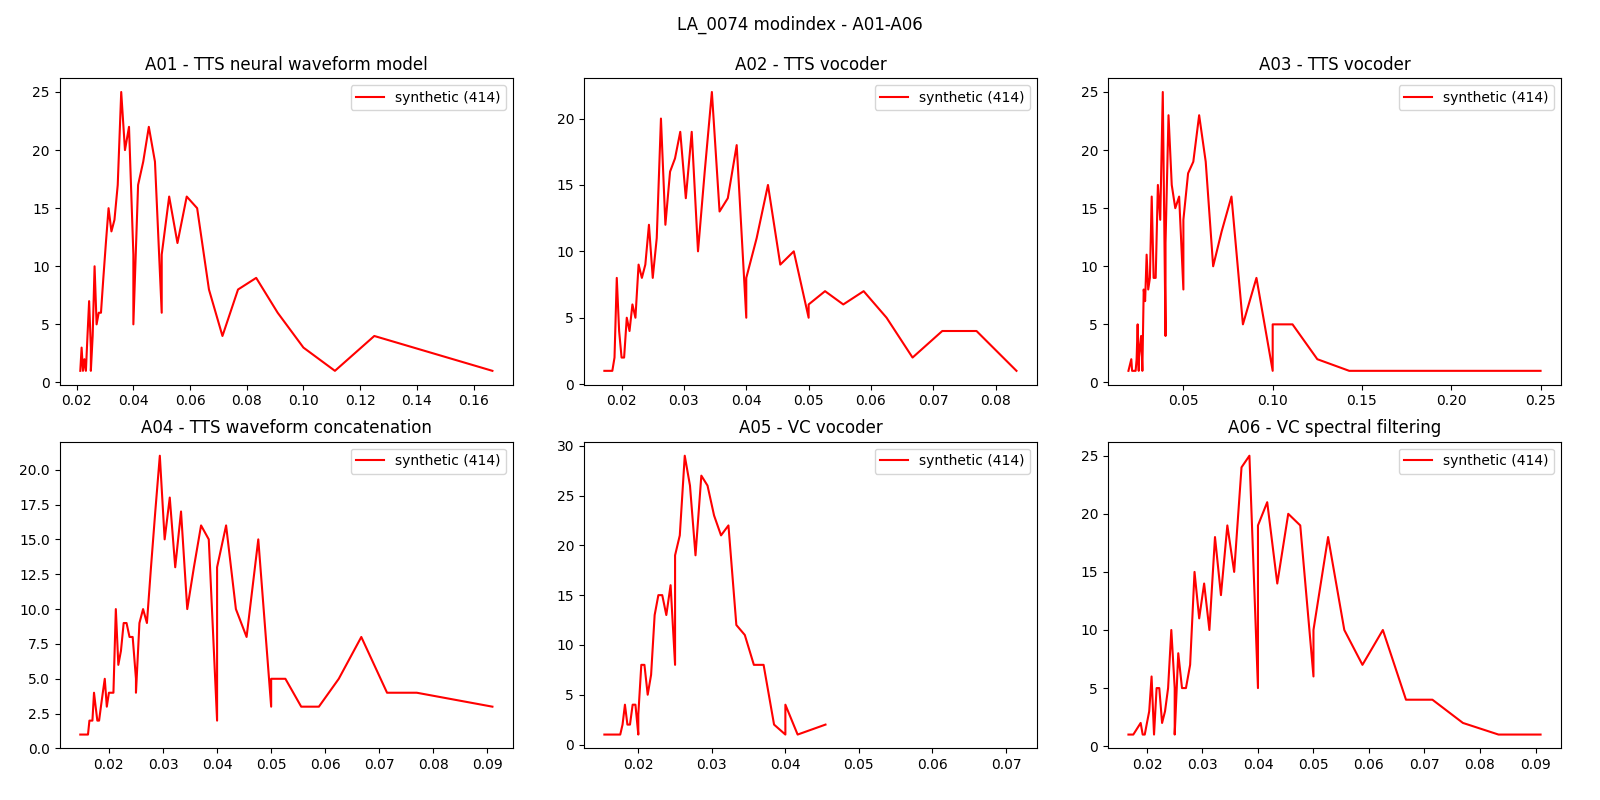 LA_0074 modindex - A01-A06
A01 - TTS neural waveform model
synthetic (414)
25
20
15
10
5
0
0.02 0.04 0.06 0.08 0.10 0.12 0.14 0.16
A02 - TTS vocoder
synthetic (414)
20
15
10
5
0
0.02 0.03 0.04 0.05 0.06 0.07 0.08
A03 - TTS vocoder
synthetic (414)
25
20
15
10
5
0
0.05 0.10 0.15 0.20 0.25
A04 - TTS waveform concatenation
synthetic (414)
20.0
17.5
15.0
12.5
10.0
7.5
5.0
2.5
0.0
0.02 0.03 0.04 0.05 0.06 0.07 0.08 0.09
A05 - VC vocoder
synthetic (414)
30
25
20
15
10
5
0
0.02 0.03 0.04 0.05 0.06 0.07
A06 - VC spectral filtering
synthetic (414)
25
20
15
10
5
0
0.02 0.03 0.04 0.05 0.06 0.07 0.08 0.09